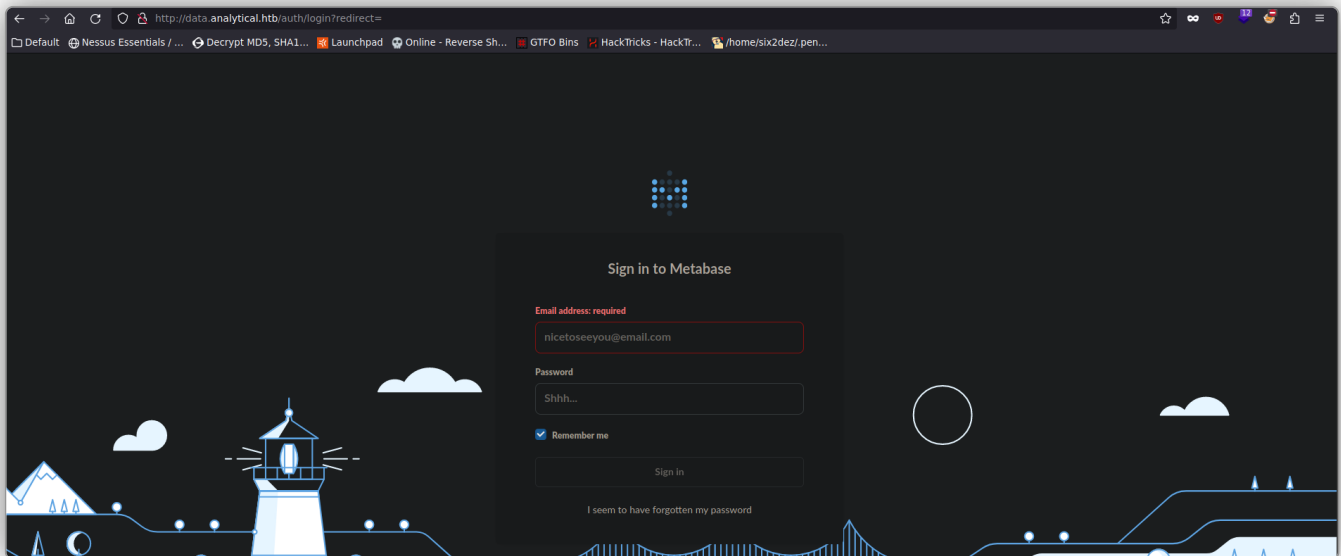 http://data.analytical.htb/auth/login?redirect=
12
Default Nessus Essentials / ... Decrypt MD5, SHA1... Launchpad Online - Reverse Sh... GTFO Bins HackTricks - HackTr... /home/six2dez/.pen...
Sign in to Metabase
Email address: required
nicetoseeyou@email.com
Password
Shhh...
Remember me
Sign in
I seem to have forgotten my password